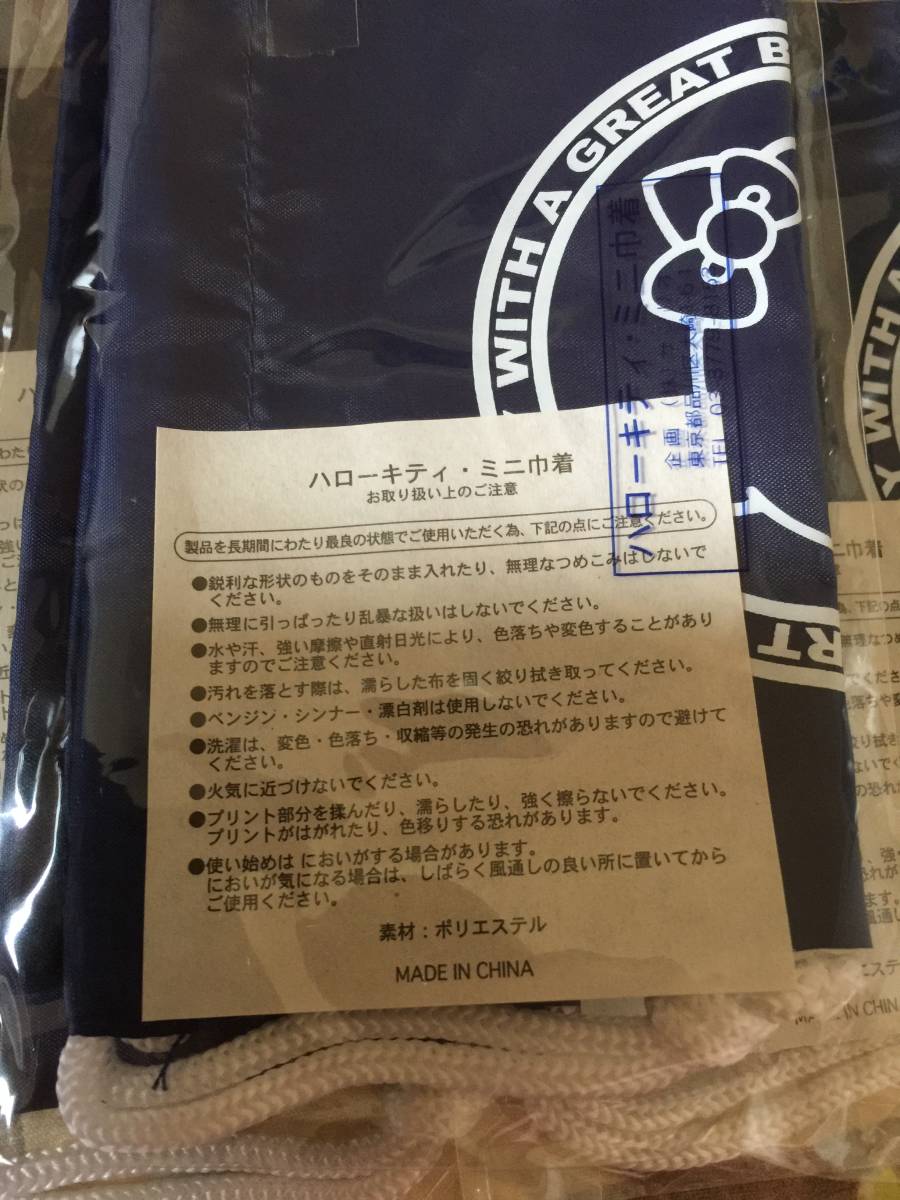 WITH A GREAT B
ハローキティ・ミニ巾着
企画
東京都品川区大崎
TEL 03
RT
ハローキティ・ミニ巾着
お取り扱い上のご注意
製品を長期間にわたり最良の状態でご使用いただく為、下記の点にご注意ください。
●鋭利な形状のものをそのまま入れたり、無理なつめこみはしないで
ください。
●無理に引っぱったり乱暴な扱いはしないでください。
●水や汗、強い摩擦や直射日光により、色落ちや変色することがあり
ますのでご注意ください。
●汚れを落とす際は、濡らした布を固く絞り拭き取ってください。
●ベンジン・シンナー・漂白剤は使用しないでください。
●洗濯は、変色・色落ち・収縮等の発生の恐れがありますので避けて
ください。
●火気に近づけないでください。
●プリント部分を揉んだり、濡らしたり、強く擦らないでください。
プリントがはがれたり、色移りする恐れがあります。
●使い始めは においがする場合があります。
においが気になる場合は、しばらく風通しの良い所に置いてから
ご使用ください。
素材：ポリエステル
MADE IN CHINA
WITH A
ニ巾着